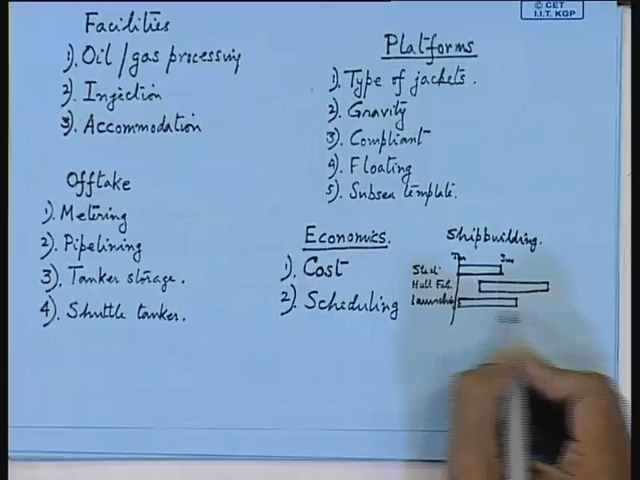 © CET
I.I.T. KGP
Facilities
1). Oil / gas processing
2). Injection
3). Accommodation
Offtake
1). Metering
2). Pipelining
3). Tanker storage.
4). Shuttle tanker.
Platforms
1). Type of jackets.
2). Gravity
3). Compliant
4). Floating
5). Subsea template.
Economics.
1). Cost
2). Scheduling
Shipbuilding.
3m
Hull Fab.
Launching